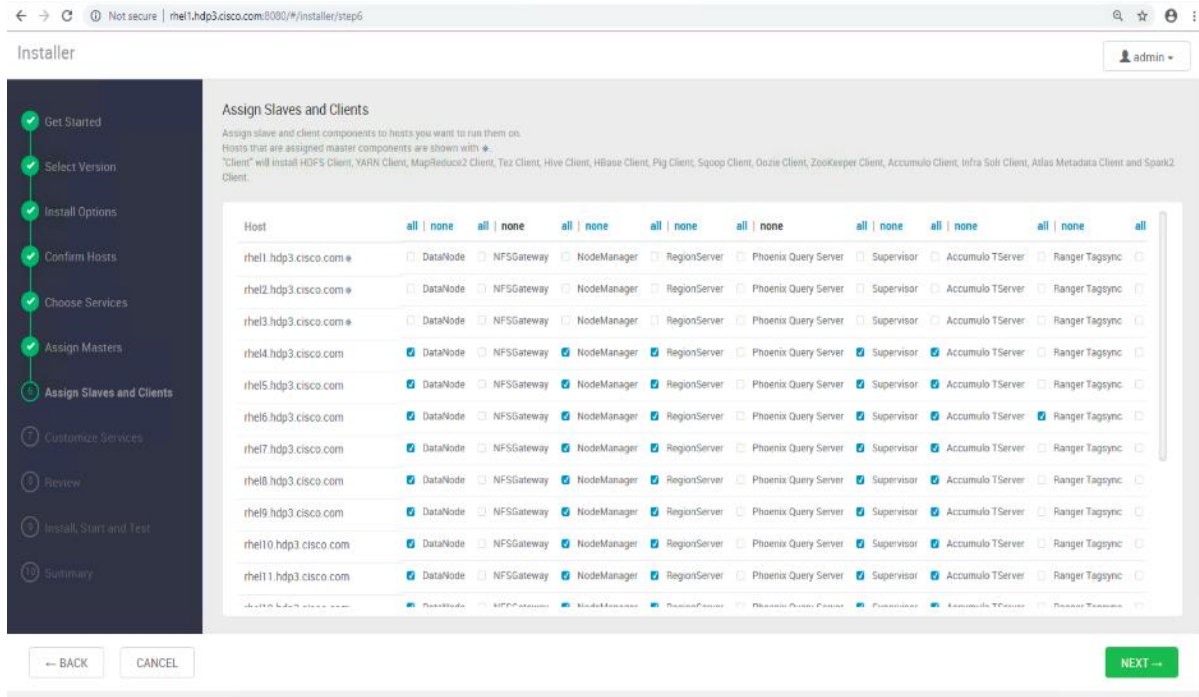 Not secure | rhel1.hdp3.cisco.com:8080/#/installer/step6
Installer
admin
Get Started
Select Version
Install Options
Confirm Hosts
Choose Services
Assign Masters
6 Assign Slaves and Clients
7 Customize Services
8 Review
9 Install, Start and Test
10 Summary
Assign Slaves and Clients
Assign slave and client components to hosts you want to run them on.
Hosts that are assigned master components are shown with ✵.
"Client" will install HDFS Client, YARN Client, MapReduce2 Client, Tez Client, Hive Client, HBase Client, Pig Client, Sqoop Client, Oozie Client, ZooKeeper Client, Accumulo Client, Infra Solr Client, Atlas Metadata Client and Spark2
Client.
Host all | none all | none all | none all | none all | none all | none all | none all | none all
rhel1.hdp3.cisco.com✵ DataNode NFSGateway NodeManager RegionServer Phoenix Query Server Supervisor Accumulo TServer Ranger Tagsync
rhel2.hdp3.cisco.com✵ DataNode NFSGateway NodeManager RegionServer Phoenix Query Server Supervisor Accumulo TServer Ranger Tagsync
rhel3.hdp3.cisco.com✵ DataNode NFSGateway NodeManager RegionServer Phoenix Query Server Supervisor Accumulo TServer Ranger Tagsync
rhel4.hdp3.cisco.com DataNode NFSGateway NodeManager RegionServer Phoenix Query Server Supervisor Accumulo TServer Ranger Tagsync
rhel5.hdp3.cisco.com DataNode NFSGateway NodeManager RegionServer Phoenix Query Server Supervisor Accumulo TServer Ranger Tagsync
rhel6.hdp3.cisco.com DataNode NFSGateway NodeManager RegionServer Phoenix Query Server Supervisor Accumulo TServer Ranger Tagsync
rhel7.hdp3.cisco.com DataNode NFSGateway NodeManager RegionServer Phoenix Query Server Supervisor Accumulo TServer Ranger Tagsync
rhel8.hdp3.cisco.com DataNode NFSGateway NodeManager RegionServer Phoenix Query Server Supervisor Accumulo TServer Ranger Tagsync
rhel9.hdp3.cisco.com DataNode NFSGateway NodeManager RegionServer Phoenix Query Server Supervisor Accumulo TServer Ranger Tagsync
rhel10.hdp3.cisco.com DataNode NFSGateway NodeManager RegionServer Phoenix Query Server Supervisor Accumulo TServer Ranger Tagsync
rhel11.hdp3.cisco.com DataNode NFSGateway NodeManager RegionServer Phoenix Query Server Supervisor Accumulo TServer Ranger Tagsync
← BACK
CANCEL
NEXT →